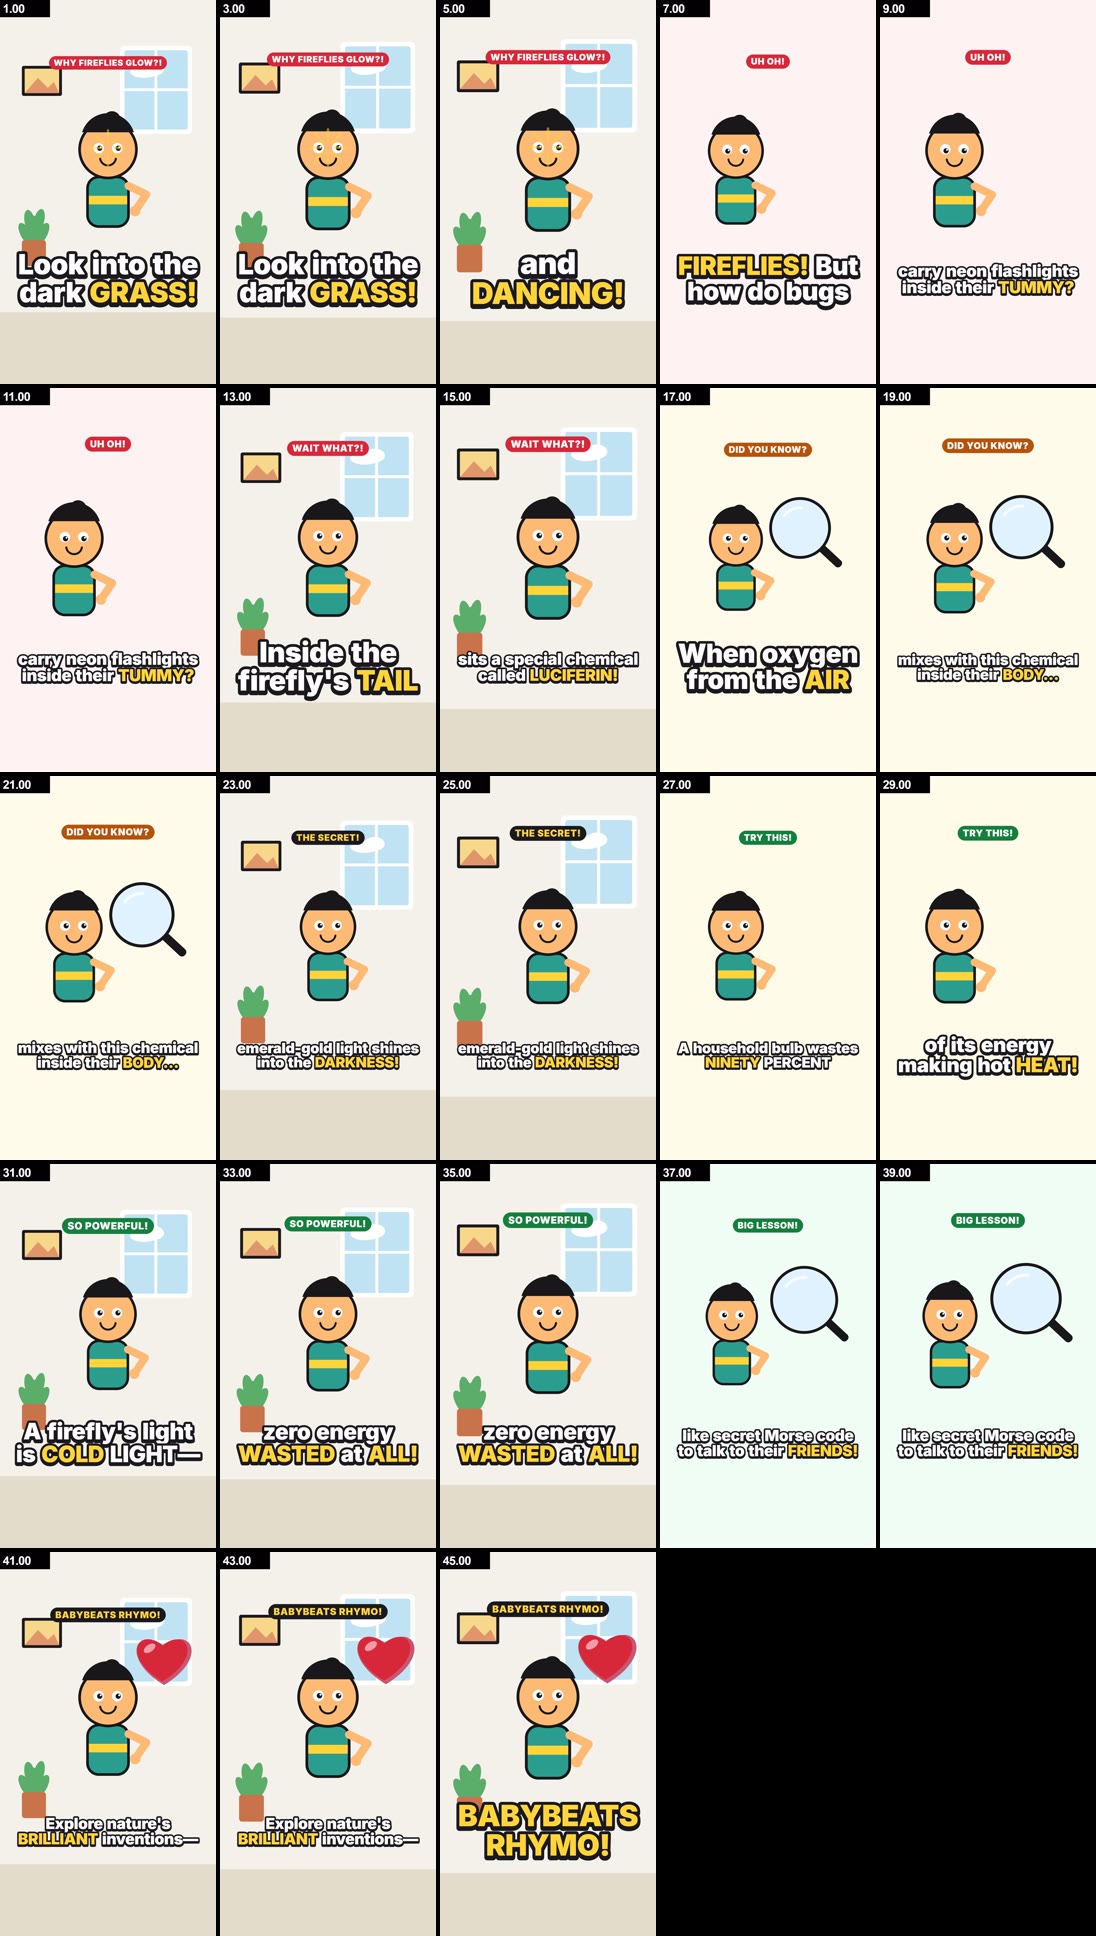 1.00
WHY FIREFLIES GLOW?!
Look into the
dark GRASS!
3.00
WHY FIREFLIES GLOW?!
Look into the
dark GRASS!
5.00
WHY FIREFLIES GLOW?!
and
DANCING!
7.00
UH OH!
FIREFLIES! But
how do bugs
9.00
UH OH!
carry neon flashlights
inside their TUMMY?
11.00
UH OH!
carry neon flashlights
inside their TUMMY?
13.00
WAIT WHAT?!
Inside the
firefly's TAIL
15.00
WAIT WHAT?!
sits a special chemical
called LUCIFERIN!
17.00
DID YOU KNOW?
When oxygen
from the AIR
19.00
DID YOU KNOW?
mixes with this chemical
inside their BODY...
21.00
DID YOU KNOW?
mixes with this chemical
inside their BODY...
23.00
THE SECRET!
emerald-gold light shines
into the DARKNESS!
25.00
THE SECRET!
emerald-gold light shines
into the DARKNESS!
27.00
TRY THIS!
A household bulb wastes
NINETY PERCENT
29.00
TRY THIS!
of its energy
making hot HEAT!
31.00
SO POWERFUL!
A firefly's light
is COLD LIGHT—
33.00
SO POWERFUL!
zero energy
WASTED at ALL!
35.00
SO POWERFUL!
zero energy
WASTED at ALL!
37.00
BIG LESSON!
like secret Morse code
to talk to their FRIENDS!
39.00
BIG LESSON!
like secret Morse code
to talk to their FRIENDS!
41.00
BABYBEATS RHYMO!
Explore nature's
BRILLIANT inventions—
43.00
BABYBEATS RHYMO!
Explore nature's
BRILLIANT inventions—
45.00
BABYBEATS RHYMO!
BABYBEATS
RHYMO!